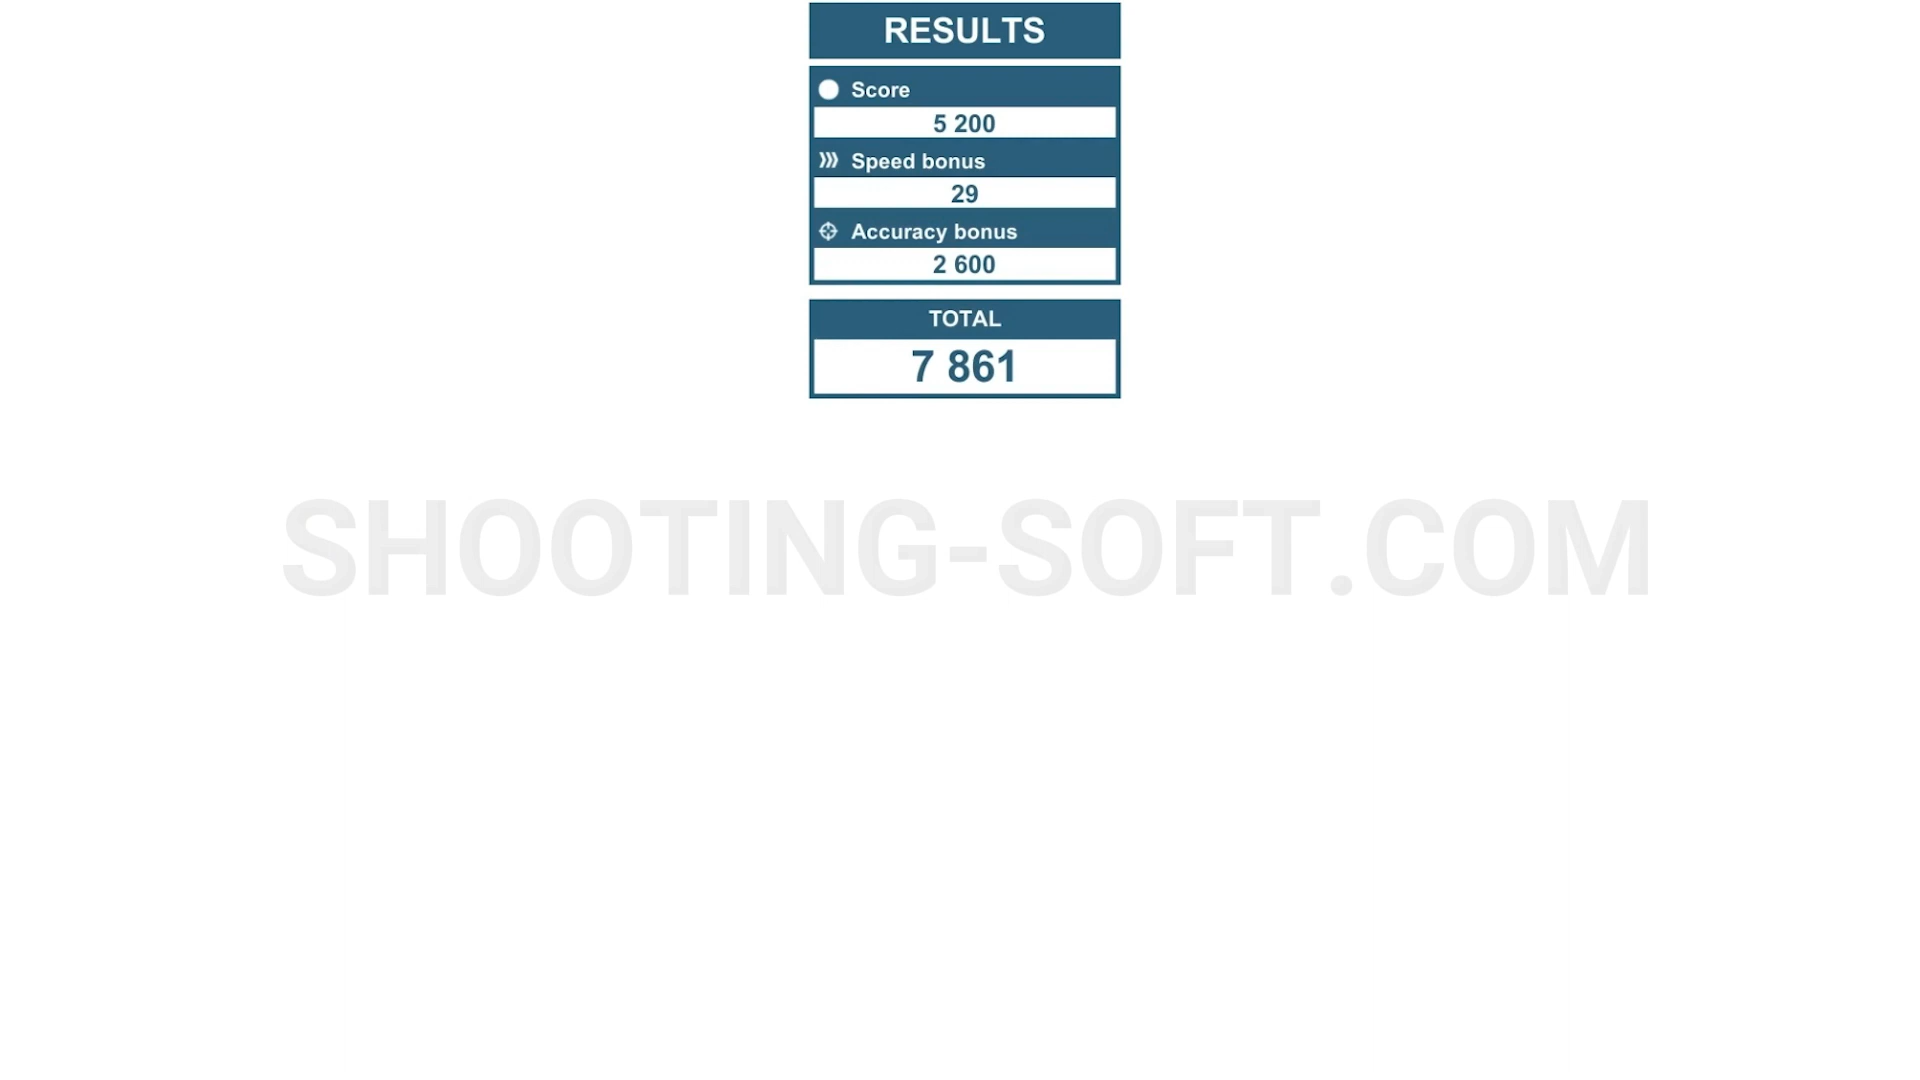 RESULTS
Score
5 200
Speed bonus
29
Accuracy bonus
2 600
TOTAL
7 861
SHOOTING-SOFT.COM